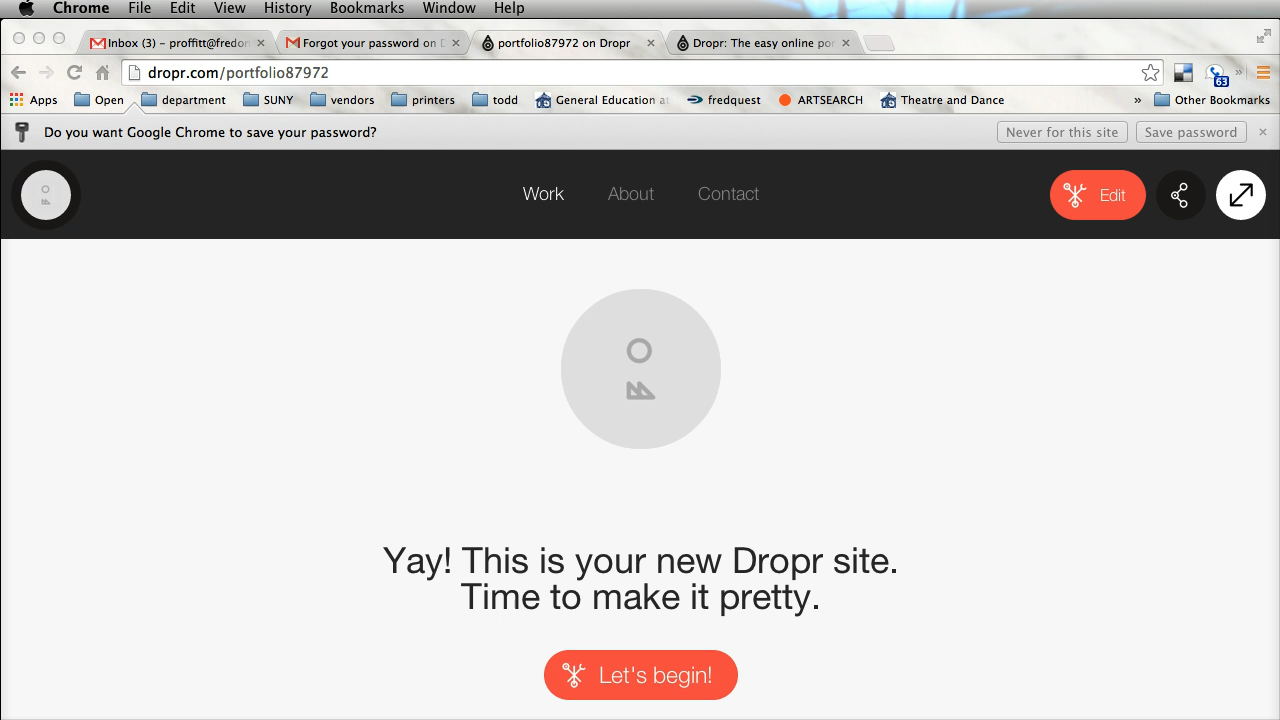 Chrome File Edit View History Bookmarks Window Help
Inbox (3) - proffitt@fredon Forgot your password on D portfolio87972 on Dropr Dropr: The easy online por
dropr.com/portfolio87972 63 »
Apps Open department SUNY vendors printers todd General Education at fredquest ARTSEARCH Theatre and Dance » Other Bookmarks
Do you want Google Chrome to save your password? Never for this site Save password
Work About Contact Edit
Yay! This is your new Dropr site.
Time to make it pretty.
Let's begin!